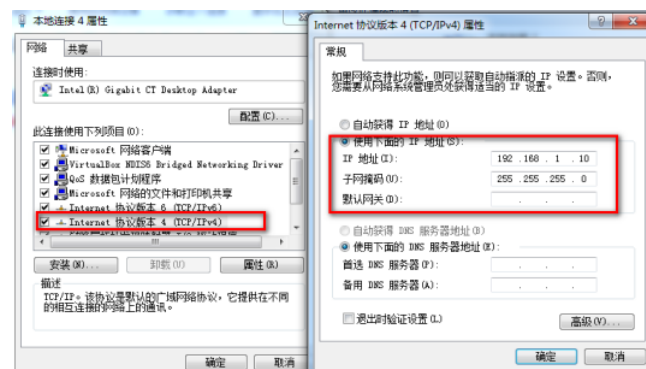 本地连接 4 属性
网络 共享
连接时使用:
Intel(R) Gigabit CT Desktop Adapter
配置(C)...
此连接使用下列项目(O):
Microsoft 网络客户端
VirtualBox NDIS6 Bridged Networking Driver
QoS 数据包计划程序
Microsoft 网络的文件和打印机共享
Internet 协议版本 6 (TCP/IPv6)
Internet 协议版本 4 (TCP/IPv4)
安装(N)... 卸载(U) 属性(R)
描述
TCP/IP。该协议是默认的广域网络协议，它提供在不同
的相互连接的网络上的通讯。
确定 取消
Internet 协议版本 4 (TCP/IPv4) 属性
常规
如果网络支持此功能，则可以获取自动指派的 IP 设置。否则，
您需要从网络系统管理员处获得适当的 IP 设置。
自动获得 IP 地址(O)
使用下面的 IP 地址(S):
IP 地址(I): 192 . 168 . 1 . 10
子网掩码(U): 255 . 255 . 255 . 0
默认网关(D): . . .
自动获得 DNS 服务器地址(B)
使用下面的 DNS 服务器地址(E):
首选 DNS 服务器(P): . . .
备用 DNS 服务器(A): . . .
退出时验证设置(L)
高级(V)...
确定 取消